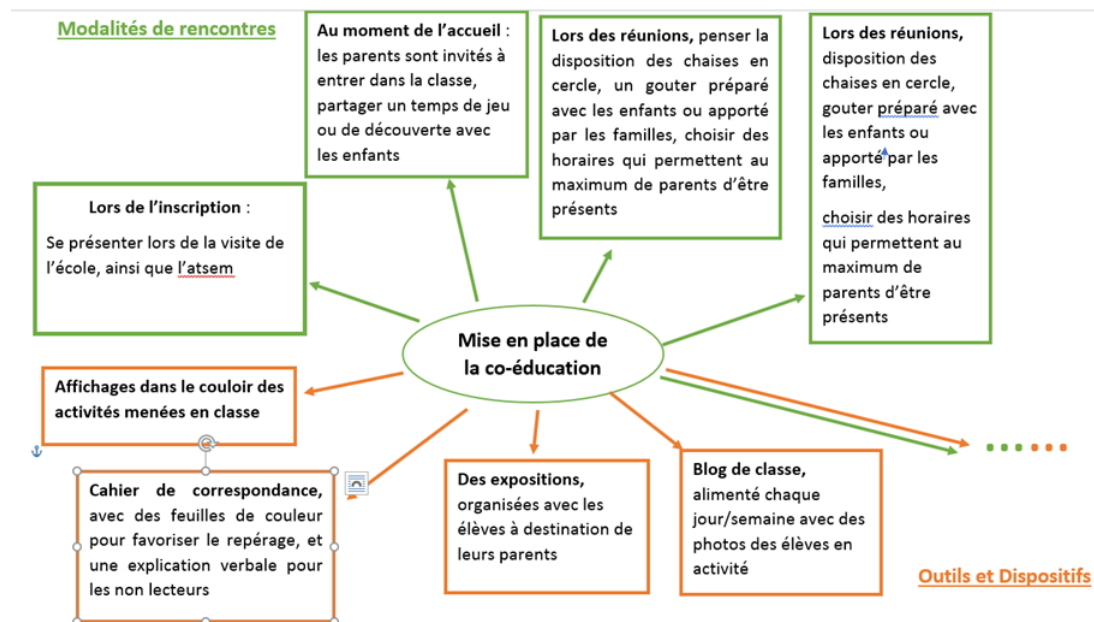 Modalités de rencontres
Au moment de l'accueil :
les parents sont invités à
entrer dans la classe,
partager un temps de jeu
ou de découverte avec
les enfants
Lors des réunions, penser la
disposition des chaises en
cercle, un gouter préparé
avec les enfants ou apporté
par les familles, choisir des
horaires qui permettent au
maximum de parents d'être
présents
Lors des réunions,
disposition des
chaises en cercle,
gouter préparé avec
les enfants ou
apporté par les
familles,
choisir des horaires
qui permettent au
maximum de
parents d'être
présents
Lors de l'inscription :
Se présenter lors de la visite de
l'école, ainsi que l'atsem
Mise en place de
la co-éducation
Affichages dans le couloir des
activités menées en classe
Cahier de correspondance,
avec des feuilles de couleur
pour favoriser le repérage, et
une explication verbale pour
les non lecteurs
Des expositions,
organisées avec les
élèves à destination de
leurs parents
Blog de classe,
alimenté chaque
jour/semaine avec des
photos des élèves en
activité
Outils et Dispositifs